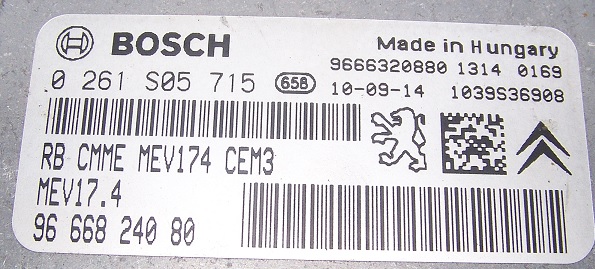 BOSCH
Made in Hungary
9666320880 1314 0169
0 261 S05 715 658
10-09-14 1039S36908
RB CMME MEV174 CEM3
MEV17.4
96 668 240 80